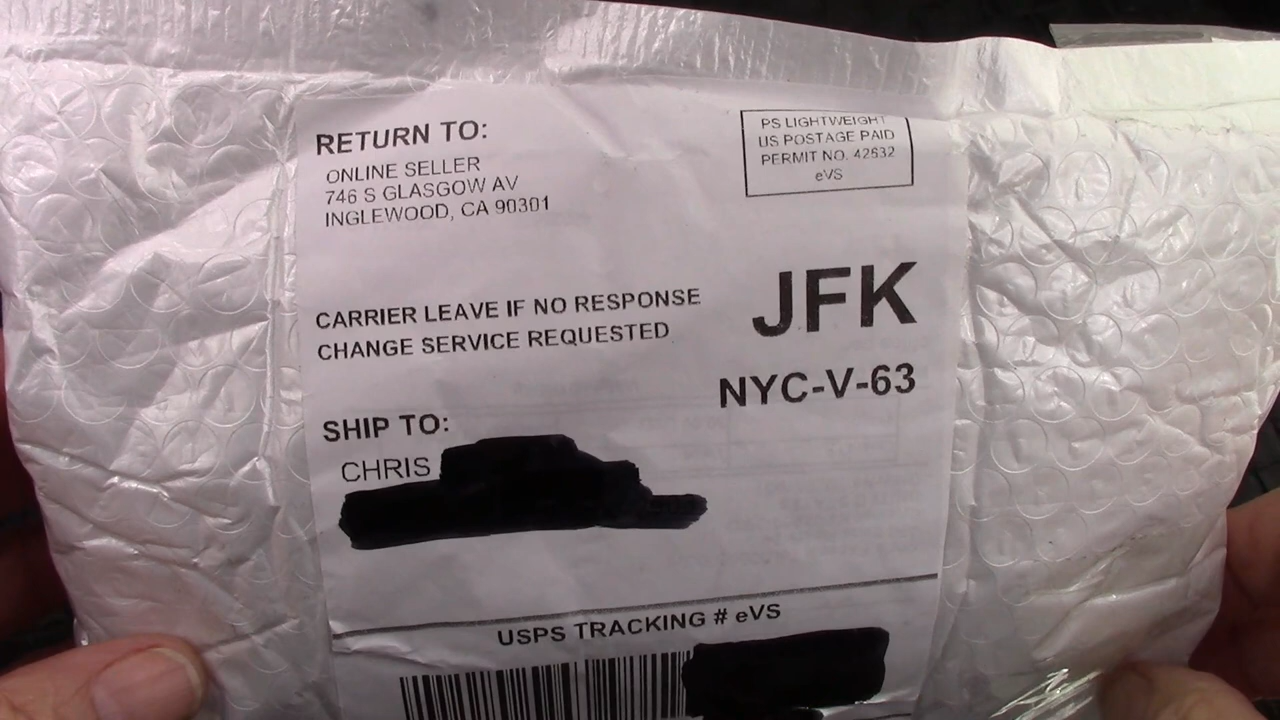 RETURN TO:
ONLINE SELLER
746 S GLASGOW AV
INGLEWOOD, CA 90301
PS LIGHTWEIGHT
US POSTAGE PAID
PERMIT NO. 42632
eVS
CARRIER LEAVE IF NO RESPONSE
CHANGE SERVICE REQUESTED
JFK
NYC-V-63
SHIP TO:
CHRIS
USPS TRACKING # eVS